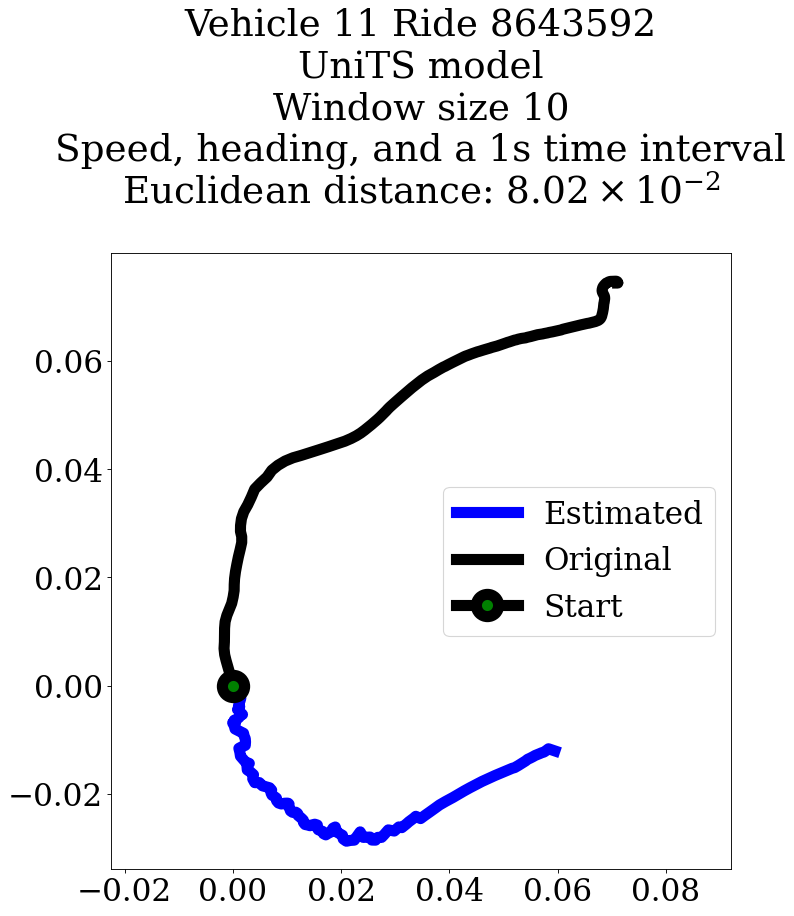 Vehicle 11 Ride 8643592
UniTS model
Window size 10
Speed, heading, and a 1s time interval
Euclidean distance: 8.02 × 10⁻²
0.06
0.04
0.02
0.00
−0.02
Estimated
Original
Start
−0.02 0.00 0.02 0.04 0.06 0.08